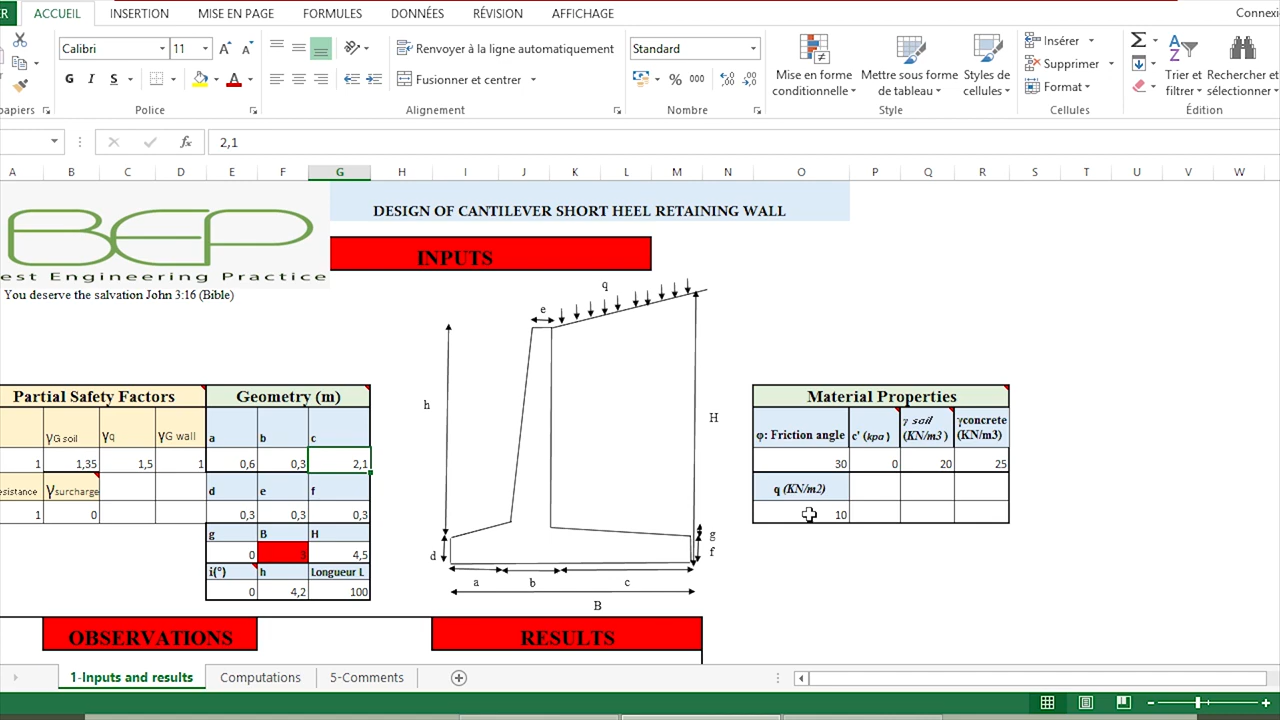 ER ACCUEIL INSERTION MISE EN PAGE FORMULES DONNÉES RÉVISION AFFICHAGE Connexi
Calibri 11 A A Renvoyer à la ligne automatiquement Standard Insérer
G I S A Fusionner et centrer % 000 Mise en forme conditionnelle Mettre sous forme de tableau Styles de cellules Supprimer Trier et filtrer Rechercher et sélectionner
Format
papiers Police Alignement Nombre Style Cellules Édition
fx 2,1
A B C D E F G H I J K L M N O P Q R S T U V W
BEP
est Engineering Practice
You deserve the salvation John 3:16 (Bible)
DESIGN OF CANTILEVER SHORT HEEL RETAINING WALL
INPUTS
Partial Safety Factors Geometry (m)
γG soil γq γG wall a b c
1 1,35 1,5 1 0,6 0,3 2,1
esistance γsurcharge d e f
1 0 0,3 0,3 0,3
g B H
0 3 4,5
i(°) h Longueur L
0 4,2 100
q
e
h
H
d
g
f
a b c
B
Material Properties
φ: Friction angle c' (kpa) γ soil (KN/m3) γconcrete (KN/m3)
30 0 20 25
q (KN/m2)
10
OBSERVATIONS RESULTS
1-Inputs and results Computations 5-Comments